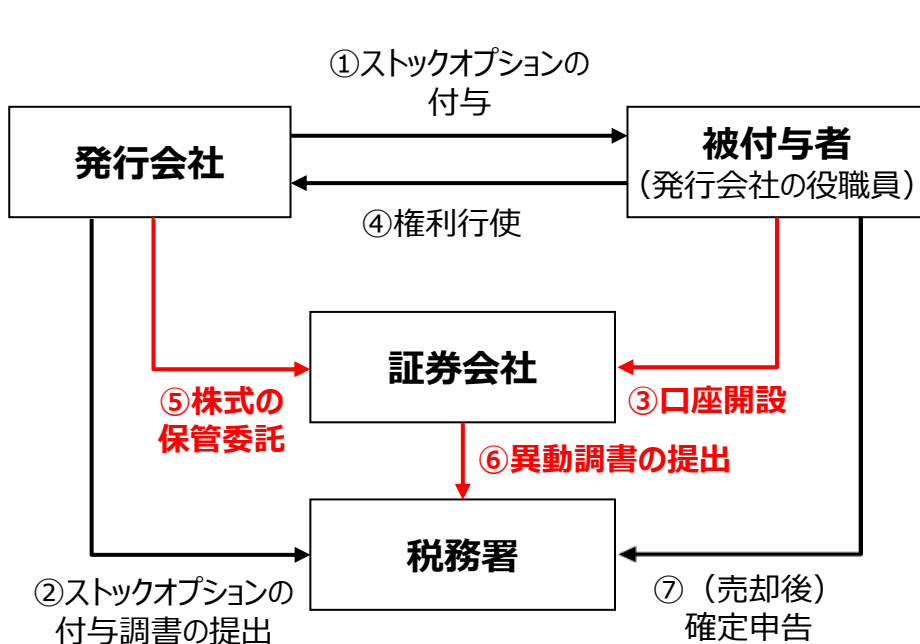 ①ストックオプションの
付与
発行会社
被付与者
（発行会社の役職員）
④権利行使
証券会社
⑤株式の
保管委託
③口座開設
⑥異動調書の提出
税務署
②ストックオプションの
付与調書の提出
⑦（売却後）
確定申告